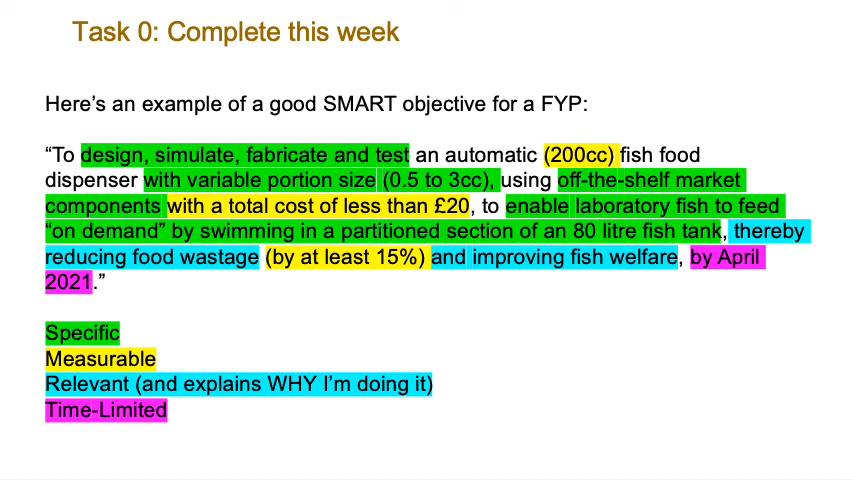 Task 0: Complete this week
Here’s an example of a good SMART objective for a FYP:
“To design, simulate, fabricate and test an automatic (200cc) fish food
dispenser with variable portion size (0.5 to 3cc), using off-the-shelf market
components with a total cost of less than £20, to enable laboratory fish to feed
“on demand” by swimming in a partitioned section of an 80 litre fish tank, thereby
reducing food wastage (by at least 15%) and improving fish welfare, by April
2021.”
Specific
Measurable
Relevant (and explains WHY I’m doing it)
Time-Limited